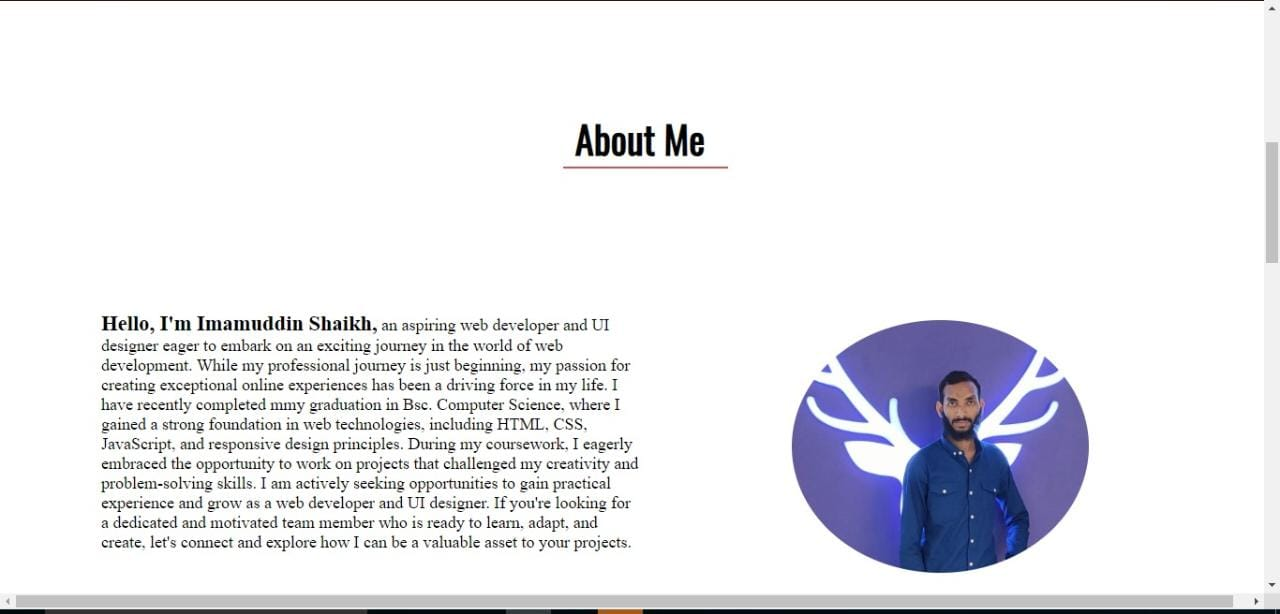 About Me
Hello, I'm Imamuddin Shaikh, an aspiring web developer and UI
designer eager to embark on an exciting journey in the world of web
development. While my professional journey is just beginning, my passion for
creating exceptional online experiences has been a driving force in my life. I
have recently completed mmy graduation in Bsc. Computer Science, where I
gained a strong foundation in web technologies, including HTML, CSS,
JavaScript, and responsive design principles. During my coursework, I eagerly
embraced the opportunity to work on projects that challenged my creativity and
problem-solving skills. I am actively seeking opportunities to gain practical
experience and grow as a web developer and UI designer. If you're looking for
a dedicated and motivated team member who is ready to learn, adapt, and
create, let's connect and explore how I can be a valuable asset to your projects.